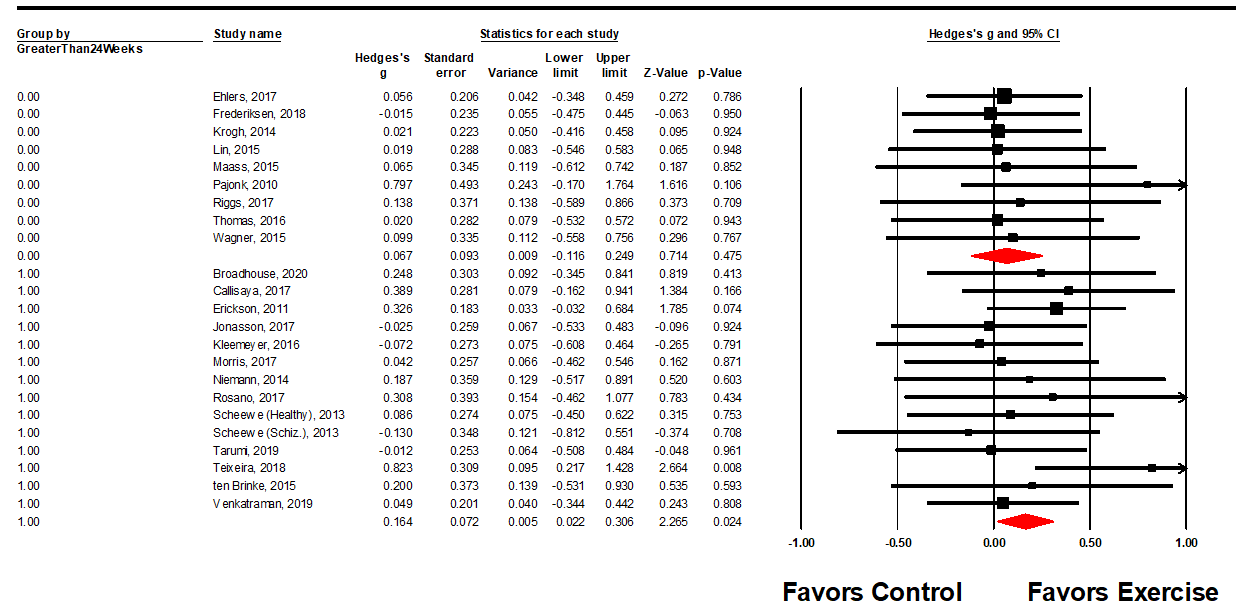 Group by Study name Statistics for each study Hedges's g and 95% CI
GreaterThan24Weeks
Hedges's Standard Lower Upper
g error Variance limit limit Z-Value p-Value
0.00 Ehlers, 2017 0.056 0.206 0.042 -0.348 0.459 0.272 0.786
0.00 Frederiksen, 2018 -0.015 0.235 0.055 -0.475 0.445 -0.063 0.950
0.00 Krogh, 2014 0.021 0.223 0.050 -0.416 0.458 0.095 0.924
0.00 Lin, 2015 0.019 0.288 0.083 -0.546 0.583 0.065 0.948
0.00 Maass, 2015 0.065 0.345 0.119 -0.612 0.742 0.187 0.852
0.00 Pajonk, 2010 0.797 0.493 0.243 -0.170 1.764 1.616 0.106
0.00 Riggs, 2017 0.138 0.371 0.138 -0.589 0.866 0.373 0.709
0.00 Thomas, 2016 0.020 0.282 0.079 -0.532 0.572 0.072 0.943
0.00 Wagner, 2015 0.099 0.335 0.112 -0.558 0.756 0.296 0.767
0.00 0.067 0.093 0.009 -0.116 0.249 0.714 0.475
1.00 Broadhouse, 2020 0.248 0.303 0.092 -0.345 0.841 0.819 0.413
1.00 Callisaya, 2017 0.389 0.281 0.079 -0.162 0.941 1.384 0.166
1.00 Erickson, 2011 0.326 0.183 0.033 -0.032 0.684 1.785 0.074
1.00 Jonasson, 2017 -0.025 0.259 0.067 -0.533 0.483 -0.096 0.924
1.00 Kleemeyer, 2016 -0.072 0.273 0.075 -0.608 0.464 -0.265 0.791
1.00 Morris, 2017 0.042 0.257 0.066 -0.462 0.546 0.162 0.871
1.00 Niemann, 2014 0.187 0.359 0.129 -0.517 0.891 0.520 0.603
1.00 Rosano, 2017 0.308 0.393 0.154 -0.462 1.077 0.783 0.434
1.00 Scheewe (Healthy), 2013 0.086 0.274 0.075 -0.450 0.622 0.315 0.753
1.00 Scheewe (Schiz.), 2013 -0.130 0.348 0.121 -0.812 0.551 -0.374 0.708
1.00 Tarumi, 2019 -0.012 0.253 0.064 -0.508 0.484 -0.048 0.961
1.00 Teixeira, 2018 0.823 0.309 0.095 0.217 1.428 2.664 0.008
1.00 ten Brinke, 2015 0.200 0.373 0.139 -0.531 0.930 0.535 0.593
1.00 Venkatraman, 2019 0.049 0.201 0.040 -0.344 0.442 0.243 0.808
1.00 0.164 0.072 0.005 0.022 0.306 2.265 0.024
-1.00 -0.50 0.00 0.50 1.00
Favors Control Favors Exercise